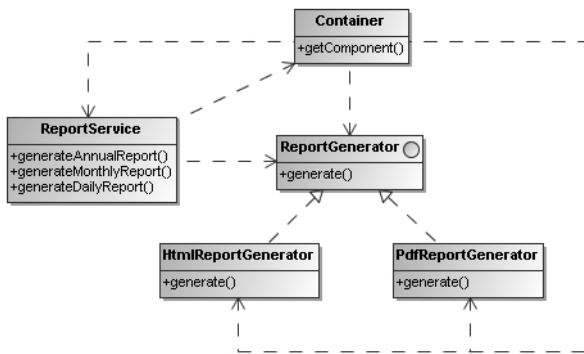 Container
+getComponent()
ReportService
+generateAnnualReport()
+generateMonthlyReport()
+generateDailyReport()
ReportGenerator
+generate()
HtmlReportGenerator
+generate()
PdfReportGenerator
+generate()